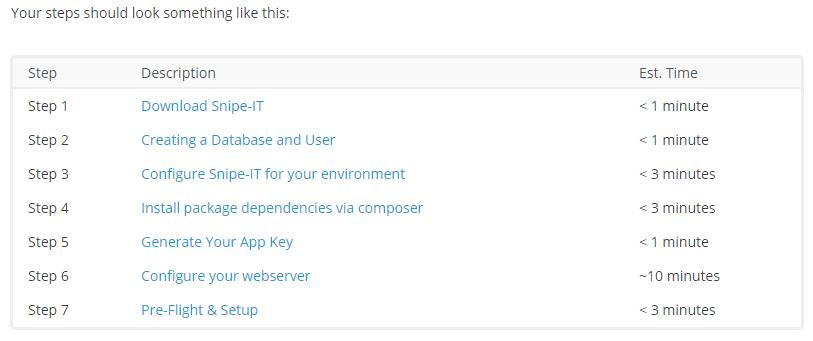 Your steps should look something like this:
Step Description Est. Time
Step 1 Download Snipe-IT < 1 minute
Step 2 Creating a Database and User < 1 minute
Step 3 Configure Snipe-IT for your environment < 3 minutes
Step 4 Install package dependencies via composer < 3 minutes
Step 5 Generate Your App Key < 1 minute
Step 6 Configure your webserver ~10 minutes
Step 7 Pre-Flight & Setup < 3 minutes